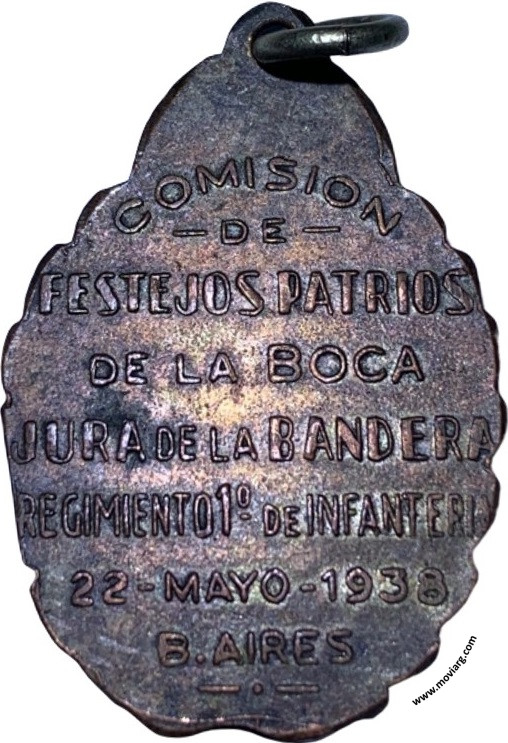 COMISION
— DE —
FESTEJOS PATRIOS
DE LA BOCA
JURA DE LA BANDERA
REGIMIENTO 1º DE INFANTERI
22-MAYO-1938
B. AIRES
www.moviarg.com